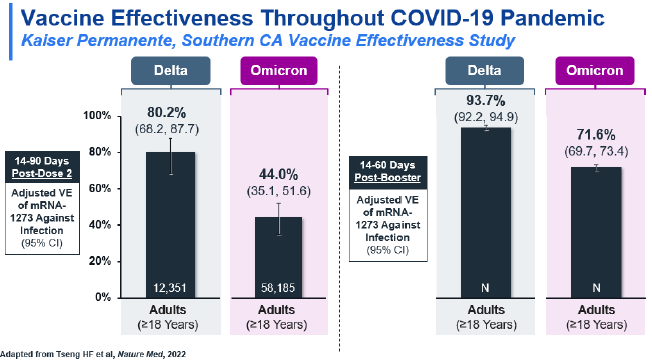 Vaccine Effectiveness Throughout COVID-19 Pandemic
Kaiser Permanente, Southern CA Vaccine Effectiveness Study
Delta
Omicron
80.2%
(68.2, 87.7)
44.0%
(35.1, 51.6)
100%
80%
60%
40%
20%
0%
14-90 Days
Post-Dose 2
Adjusted VE
of mRNA-
1273 Against
Infection
(95% CI)
12,351
58,185
Adults
(≥18 Years)
Adults
(≥18 Years)
Delta
Omicron
93.7%
(92.2, 94.9)
71.6%
(69.7, 73.4)
14-60 Days
Post-Booster
Adjusted VE
of mRNA-
1273 Against
Infection
(95% CI)
N
N
Adults
(≥18 Years)
Adults
(≥18 Years)
Adapted from Tseng HF et al, Nature Med, 2022